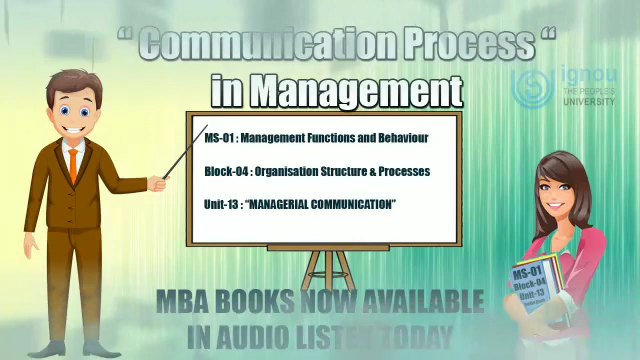 “ Communication Process “
in Management
ignou
THE PEOPLE'S
UNIVERSITY
MS-01 : Management Functions and Behaviour
Block-04 : Organisation Structure & Processes
Unit-13 : “MANAGERIAL COMMUNICATION”
MS-01
Block-04
Unit-13
MBA BOOKS NOW AVAILABLE
IN AUDIO LISTEN TODAY